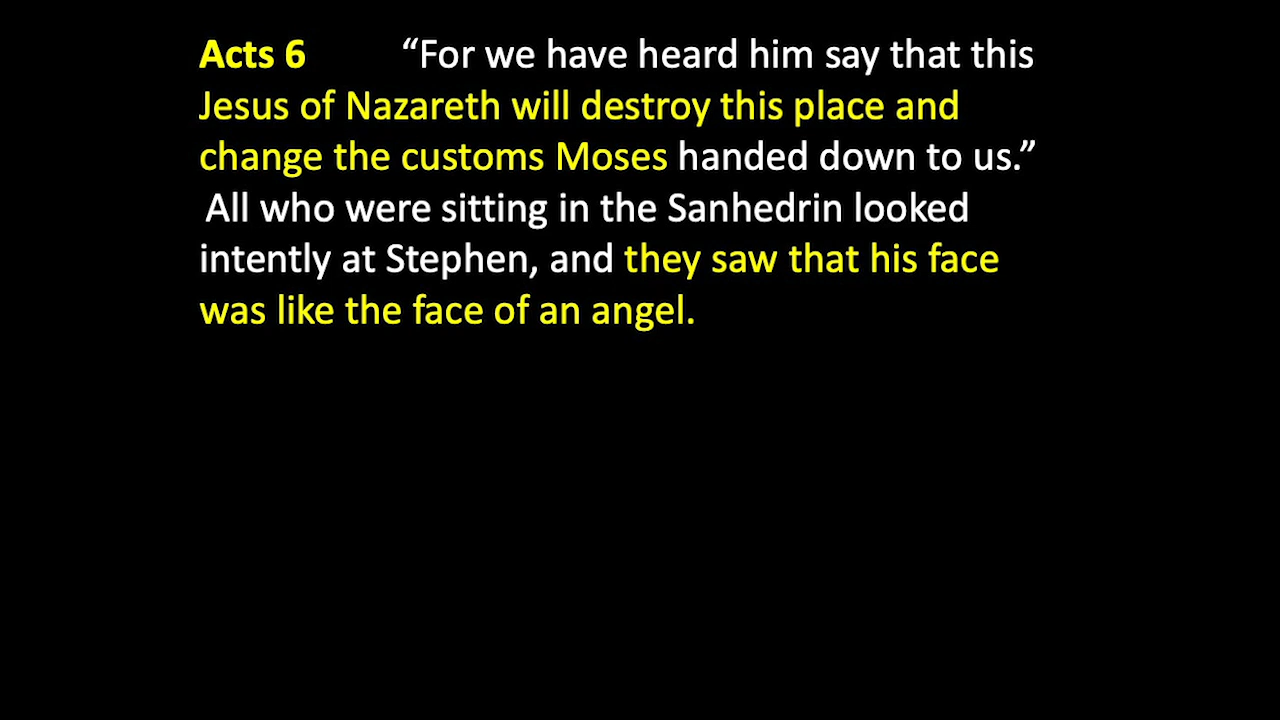 Acts 6 “For we have heard him say that this
Jesus of Nazareth will destroy this place and
change the customs Moses handed down to us.”
All who were sitting in the Sanhedrin looked
intently at Stephen, and they saw that his face
was like the face of an angel.